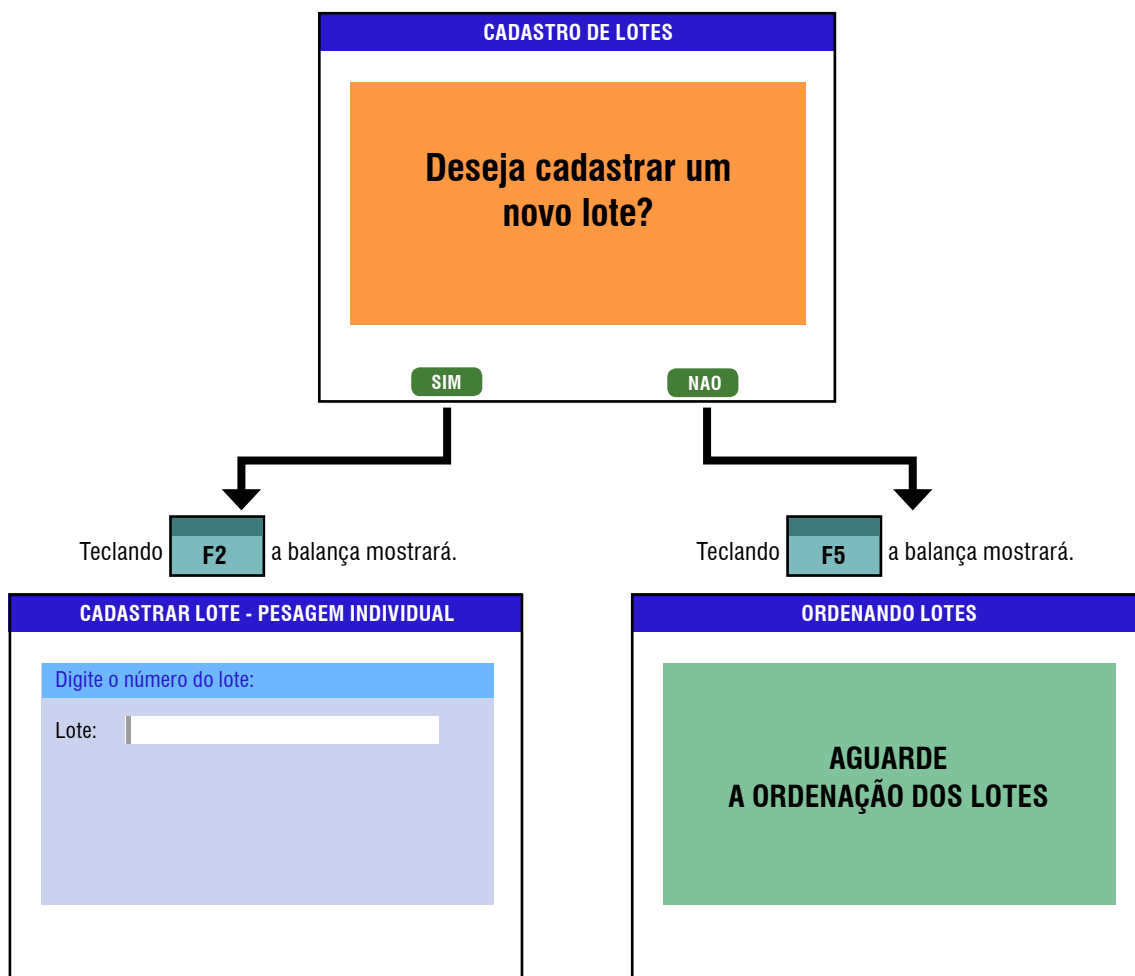 CADASTRO DE LOTES
Deseja cadastrar um
novo lote?
SIM
NAO
Teclando F2 a balança mostrará.
Teclando F5 a balança mostrará.
CADASTRAR LOTE - PESAGEM INDIVIDUAL
Digite o número do lote:
Lote:
ORDENANDO LOTES
AGUARDE
A ORDENAÇÃO DOS LOTES